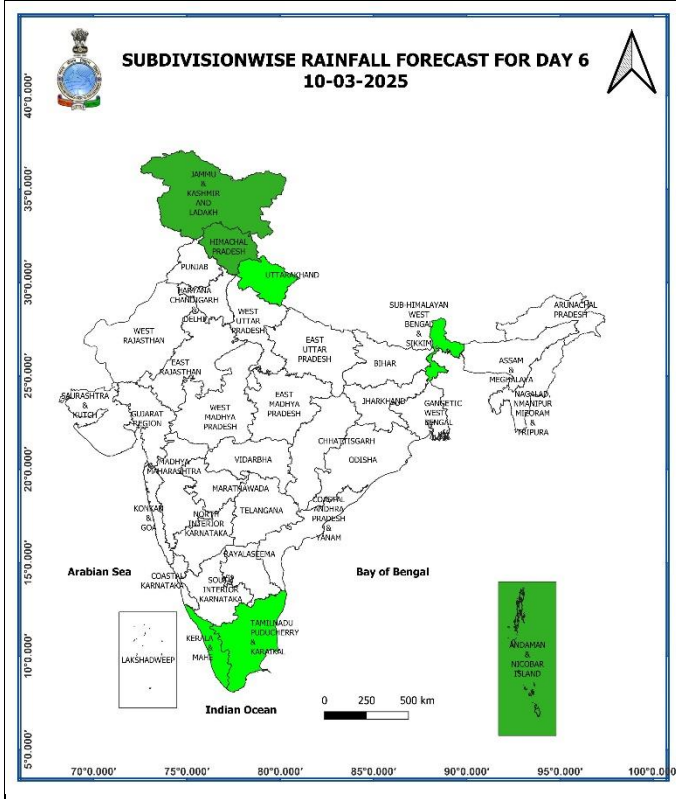 SUBDIVISIONWISE RAINFALL FORECAST FOR DAY 6
10-03-2025
40°0.000'
35°0.000'
30°0.000'
25°0.000'
20°0.000'
15°0.000'
10°0.000'
5°0.000'
JAMMU
&
KASHMIR
AND
LADAKH
HIMACHAL
PRADESH
PUNJAB
UTTARAKHAND
HARYANA
CHANDIGARH
&
DELHI
WEST
UTTAR
PRADESH
WEST
RAJASTHAN
EAST
RAJASTHAN
EAST
UTTAR
PRADESH
SUB-HIMALAYAN
WEST
BENGAL
&
SIKKIM
ARUNACHAL
PRADESH
BIHAR
ASSAM
&
MEGHALAYA
NAGALAD,
MNANIPUR
MIZORAM
&
TRIPURA
SAURASHTRA
&
KUTCH
GUJARAT
REGION
WEST
MADHYA
PRADESH
EAST
MADHYA
PRADESH
JHARKHAND
GANGETIC
WEST
BENGAL
CHHATTISGARH
ODISHA
MADHYA
MAHARASHTRA
VIDARBHA
MARATHAWADA
KONKAN
&
GOA
NORTH
INTERIOR
KARNATAKA
TELANGANA
COASTAL
ANDHRA
PRADESH
&
YANAM
RAYALASEEMA
Arabian Sea
Bay of Bengal
COASTAL
KARNATAKA
SOUTH
INTERIOR
KARNATAKA
TAMILNADU
PUDUCHERRY
&
KARAIKAL
KERALA
&
MAHE
LAKSHADWEEP
ANDAMAN
&
NICOBAR
ISLAND
Indian Ocean
0 250 500 km
70°0.000' 75°0.000' 80°0.000' 85°0.000' 90°0.000' 95°0.000' 100°0.000'